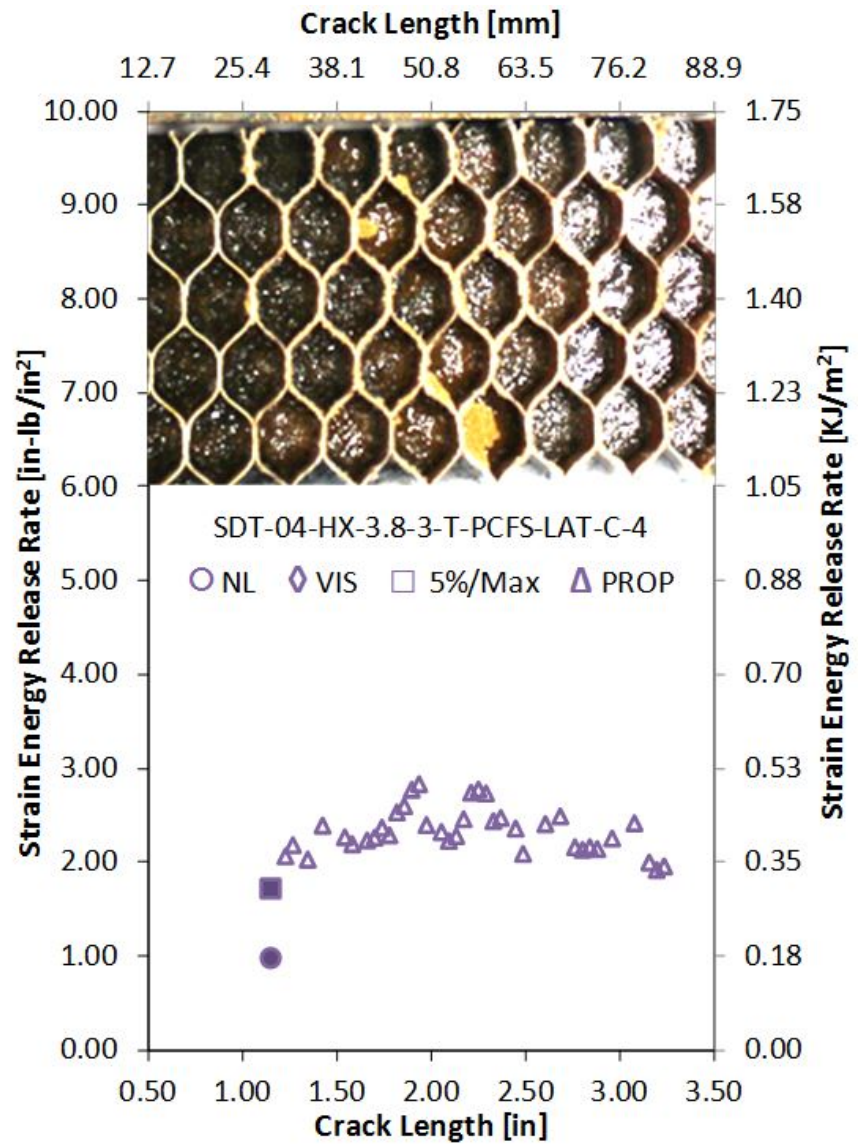 Crack Length [mm]
12.7 25.4 38.1 50.8 63.5 76.2 88.9
Strain Energy Release Rate [in-lb/in²]
10.00
9.00
8.00
7.00
6.00
5.00
4.00
3.00
2.00
1.00
0.00
SDT-04-HX-3.8-3-T-PCFS-LAT-C-4
NL VIS 5%/Max PROP
1.75
1.58
1.40
1.23
1.05
0.88
0.70
0.53
0.35
0.18
0.00
Strain Energy Release Rate [KJ/m²]
0.50 1.00 1.50 2.00 2.50 3.00 3.50
Crack Length [in]